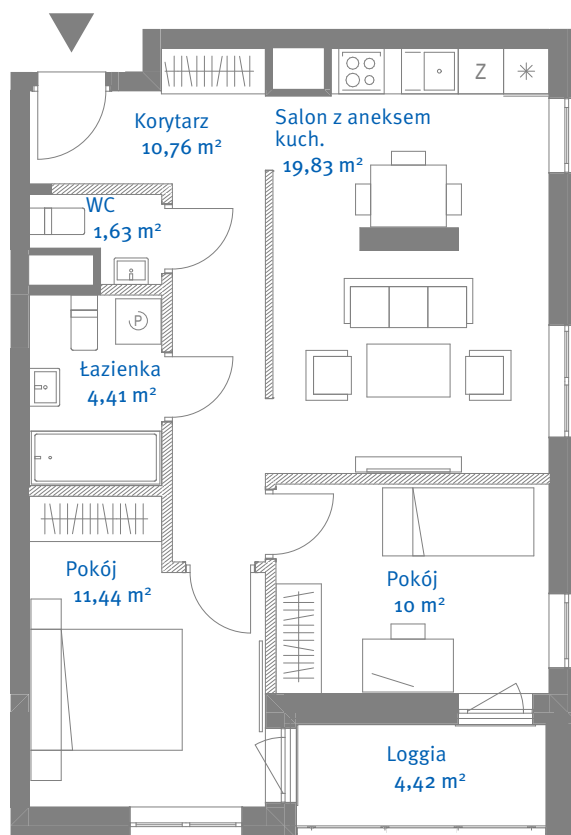 Korytarz
10,76 m²
Salon z aneksem
kuch.
19,83 m²
Z
WC
1,63 m²
P
Łazienka
4,41 m²
Pokój
11,44 m²
Pokój
10 m²
Loggia
4,42 m²